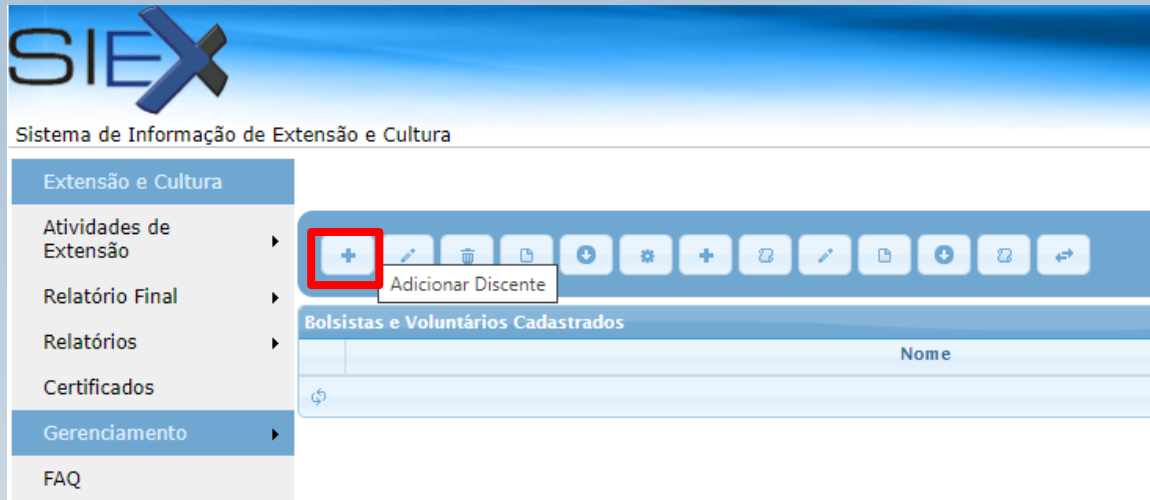 SIEX
Sistema de Informação de Extensão e Cultura
Extensão e Cultura
Atividades de
Extensão
Relatório Final
Relatórios
Certificados
Gerenciamento
FAQ
Adicionar Discente
Bolsistas e Voluntários Cadastrados
Nome